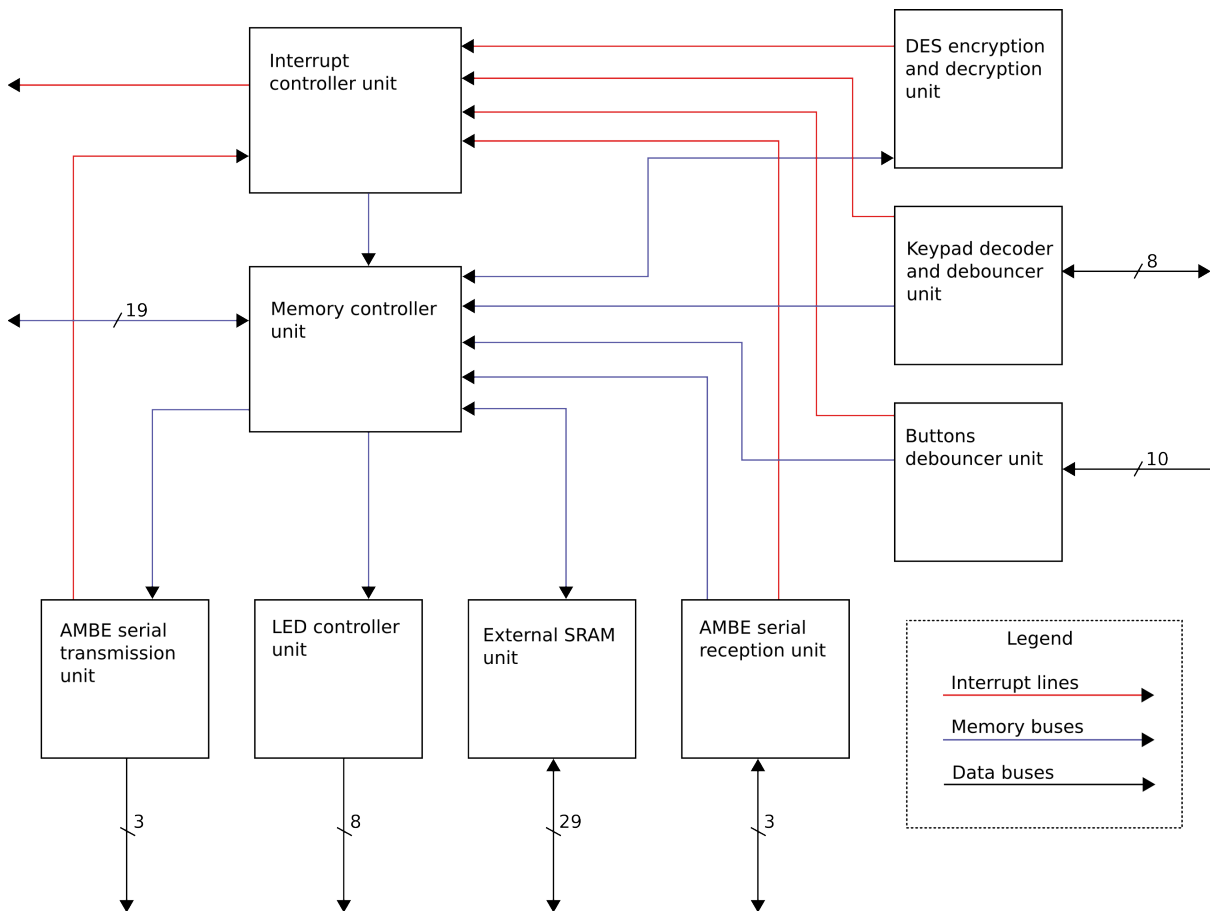 Interrupt
controller unit
DES encryption
and decryption
unit
Keypad decoder
and debouncer
unit
8
Memory controller
unit
19
Buttons
debouncer unit
10
AMBE serial
transmission
unit
LED controller
unit
External SRAM
unit
AMBE serial
reception unit
Legend
Interrupt lines
Memory buses
Data buses
3
8
29
3